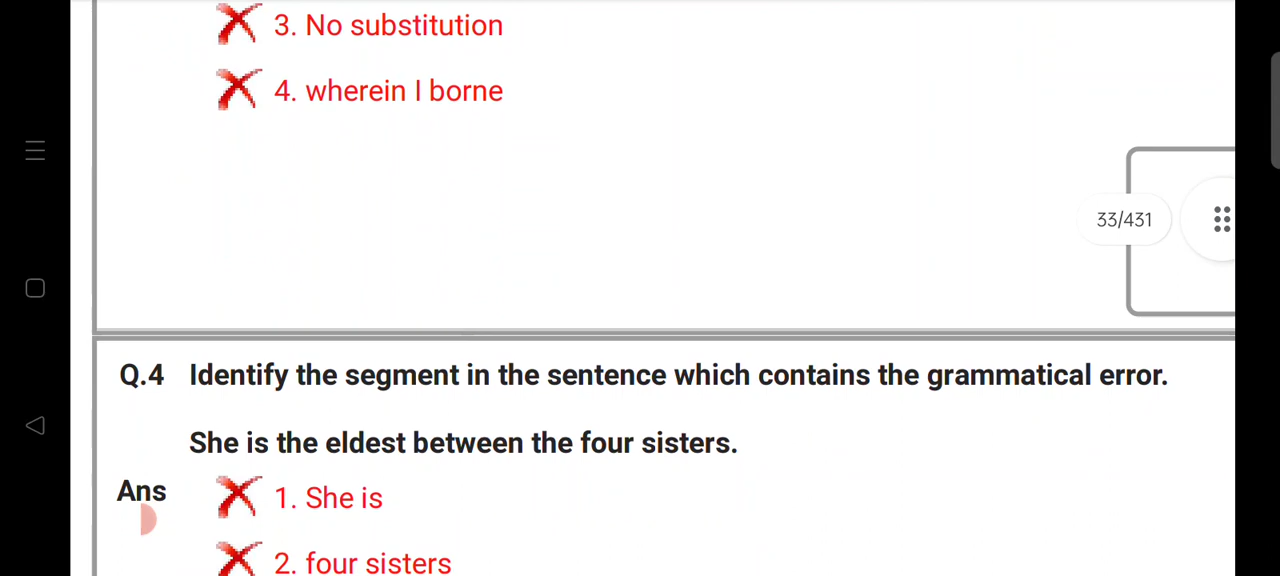 3. No substitution
4. wherein I borne
33/431
Q.4 Identify the segment in the sentence which contains the grammatical error.
She is the eldest between the four sisters.
Ans 1. She is
2. four sisters